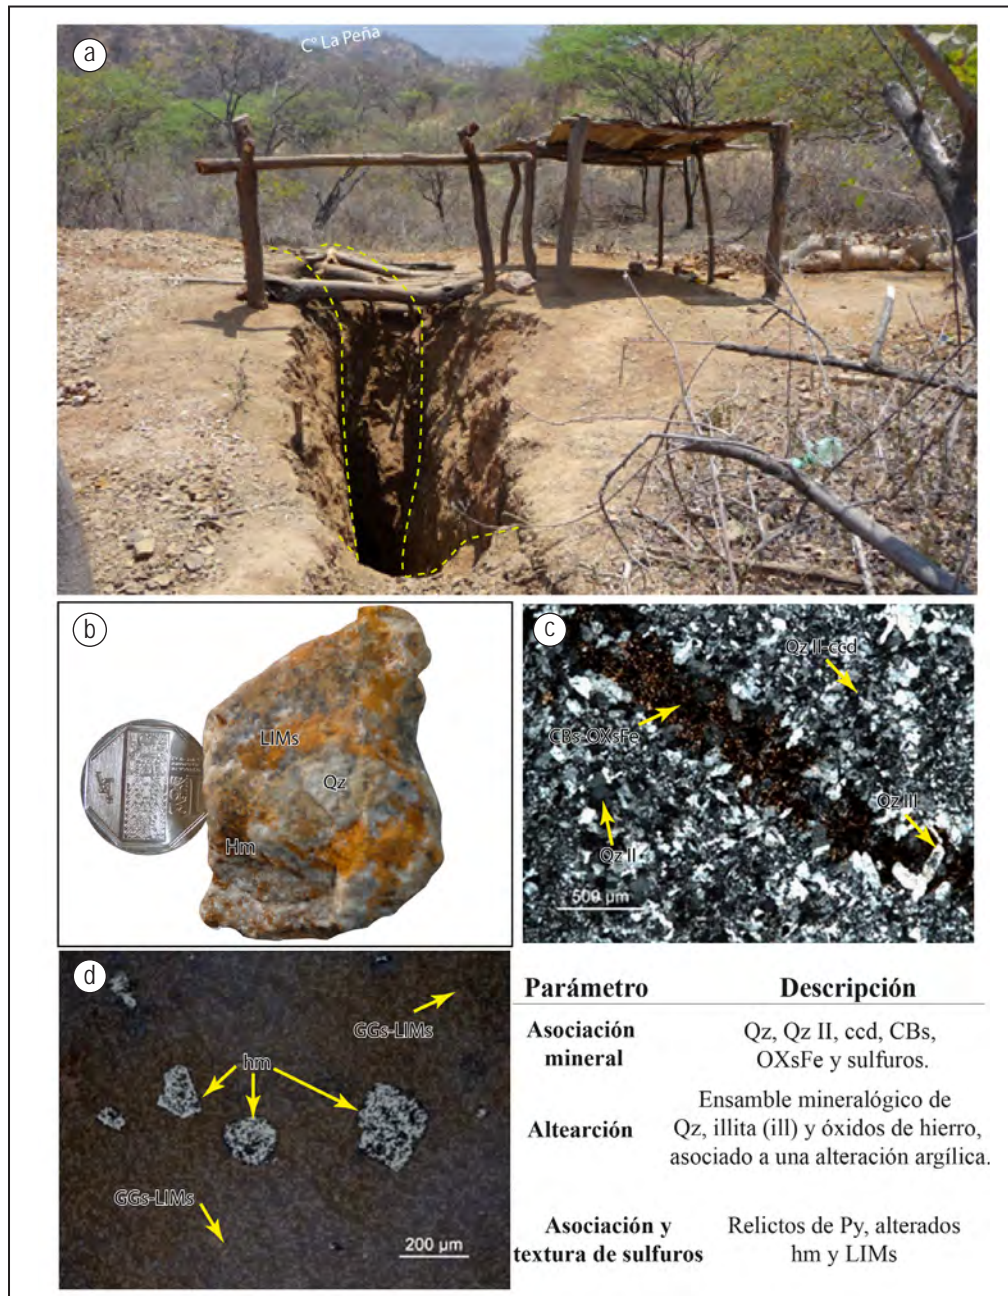 a
C° La Peña
b
LIMs
Qz
Hm
c
Qz II-ccd
CBs-OXsFe
Qz III
Qz II
500 µm
d
GGs-LIMs
hm
GGs-LIMs
200 µm
Parámetro Descripción
Asociación mineral
Qz, Qz II, ccd, CBs,
OXsFe y sulfuros.
Altearción
Ensamble mineralógico de
Qz, illita (ill) y óxidos de hierro,
asociado a una alteración argílica.
Asociación y
textura de sulfuros
Relictos de Py, alterados
hm y LIMs